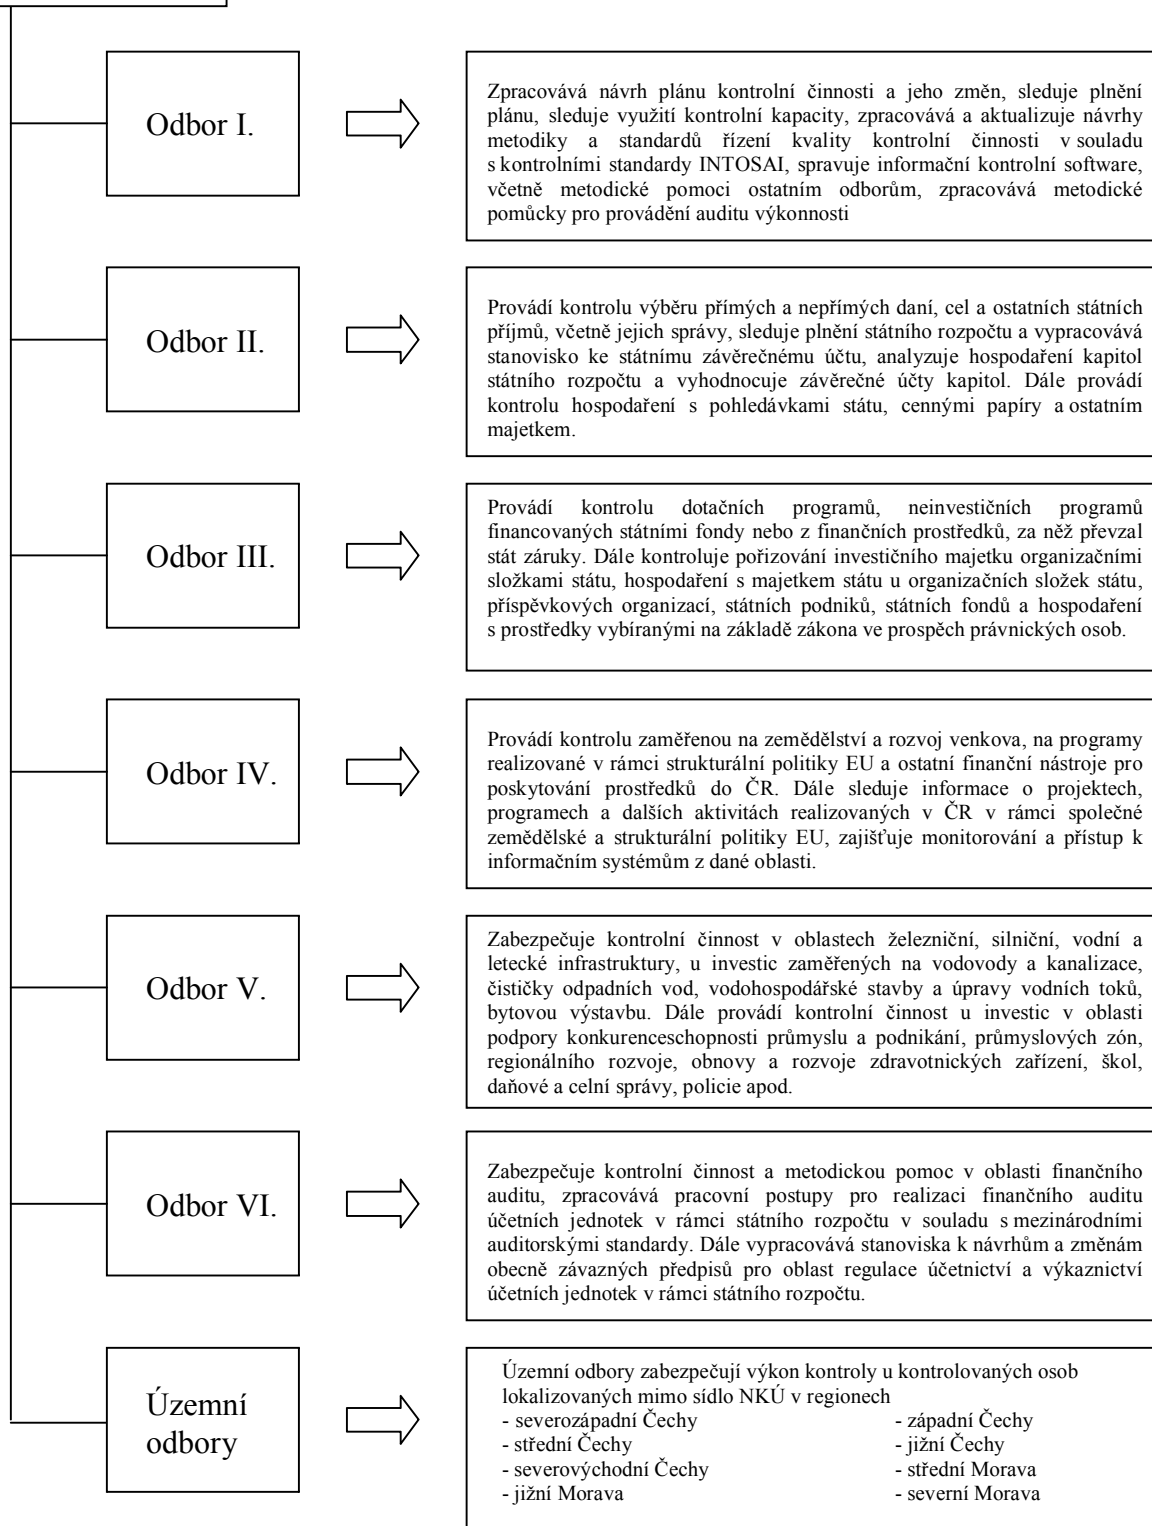 Odbor I.
Zpracovává návrh plánu kontrolní činnosti a jeho změn, sleduje plnění
plánu, sleduje využití kontrolní kapacity, zpracovává a aktualizuje návrhy
metodiky a standardů řízení kvality kontrolní činnosti v souladu
s kontrolními standardy INTOSAI, spravuje informační kontrolní software,
včetně metodické pomoci ostatním odborům, zpracovává metodické
pomůcky pro provádění auditu výkonnosti
Odbor II.
Provádí kontrolu výběru přímých a nepřímých daní, cel a ostatních státních
příjmů, včetně jejich správy, sleduje plnění státního rozpočtu a vypracovává
stanovisko ke státnímu závěrečnému účtu, analyzuje hospodaření kapitol
státního rozpočtu a vyhodnocuje závěrečné účty kapitol. Dále provádí
kontrolu hospodaření s pohledávkami státu, cennými papíry a ostatním
majetkem.
Odbor III.
Provádí kontrolu dotačních programů, neinvestičních programů
financovaných státními fondy nebo z finančních prostředků, za něž převzal
stát záruky. Dále kontroluje pořizování investičního majetku organizačními
složkami státu, hospodaření s majetkem státu u organizačních složek státu,
příspěvkových organizací, státních podniků, státních fondů a hospodaření
s prostředky vybíranými na základě zákona ve prospěch právnických osob.
Odbor IV.
Provádí kontrolu zaměřenou na zemědělství a rozvoj venkova, na programy
realizované v rámci strukturální politiky EU a ostatní finanční nástroje pro
poskytování prostředků do ČR. Dále sleduje informace o projektech,
programech a dalších aktivitách realizovaných v ČR v rámci společné
zemědělské a strukturální politiky EU, zajišťuje monitorování a přístup k
informačním systémům z dané oblasti.
Odbor V.
Zabezpečuje kontrolní činnost v oblastech železniční, silniční, vodní a
letecké infrastruktury, u investic zaměřených na vodovody a kanalizace,
čističky odpadních vod, vodohospodářské stavby a úpravy vodních toků,
bytovou výstavbu. Dále provádí kontrolní činnost u investic v oblasti
podpory konkurenceschopnosti průmyslu a podnikání, průmyslových zón,
regionálního rozvoje, obnovy a rozvoje zdravotnických zařízení, škol,
daňové a celní správy, policie apod.
Odbor VI.
Zabezpečuje kontrolní činnost a metodickou pomoc v oblasti finančního
auditu, zpracovává pracovní postupy pro realizaci finančního auditu
účetních jednotek v rámci státního rozpočtu v souladu s mezinárodními
auditorskými standardy. Dále vypracovává stanoviska k návrhům a změnám
obecně závazných předpisů pro oblast regulace účetnictví a výkaznictví
účetních jednotek v rámci státního rozpočtu.
Územní
odbory
Územní odbory zabezpečují výkon kontroly u kontrolovaných osob
lokalizovaných mimo sídlo NKÚ v regionech
- severozápadní Čechy - západní Čechy
- střední Čechy - jižní Čechy
- severovýchodní Čechy - střední Morava
- jižní Morava - severní Morava